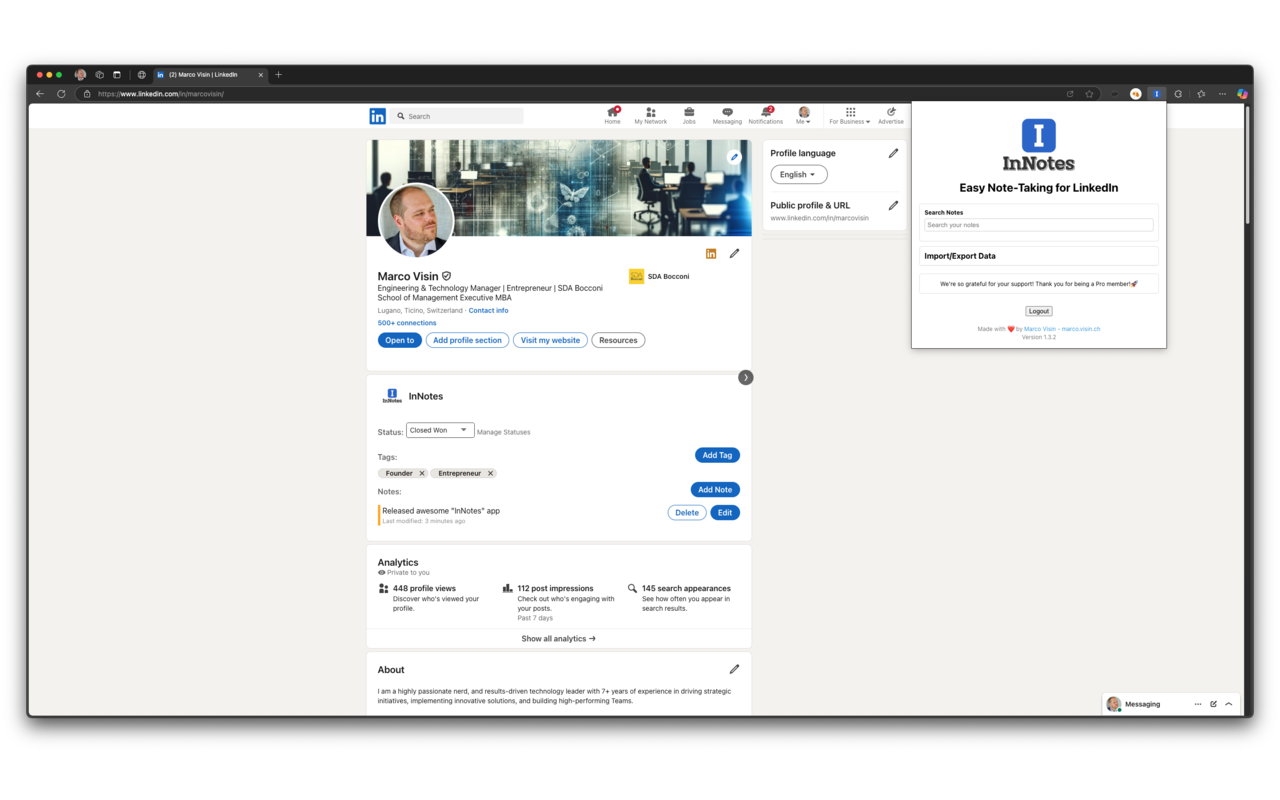 (2) Marco Visin | LinkedIn
https://www.linkedin.com/in/marcovisin/
in
Search
Home
My Network
Jobs
Messaging
2
Notifications
Me
For Business
Advertise
Marco Visin
Engineering & Technology Manager | Entrepreneur | SDA Bocconi
School of Management Executive MBA
Lugano, Ticino, Switzerland · Contact info
500+ connections
SDA Bocconi
Open to
Add profile section
Visit my website
Resources
InNotes
InNotes
Status:
Closed Won
Manage Statuses
Tags:
Add Tag
Founder
Entrepreneur
Notes:
Add Note
Released awesome "InNotes" app
Last modified: 3 minutes ago
Delete
Edit
Analytics
Private to you
448 profile views
Discover who's viewed your
profile.
112 post impressions
Check out who's engaging with
your posts.
Past 7 days
145 search appearances
See how often you appear in
search results.
Show all analytics →
About
I am a highly passionate nerd, and results-driven technology leader with 7+ years of experience in driving strategic
initiatives, implementing innovative solutions, and building high-performing Teams.
Profile language
English
Public profile & URL
www.linkedin.com/in/marcovisin
I
InNotes
Easy Note-Taking for LinkedIn
Search Notes
Search your notes
Import/Export Data
We're so grateful for your support! Thank you for being a Pro member!🚀
Logout
Made with ❤️ by Marco Visin - marco.visin.ch
Version 1.3.2
Messaging